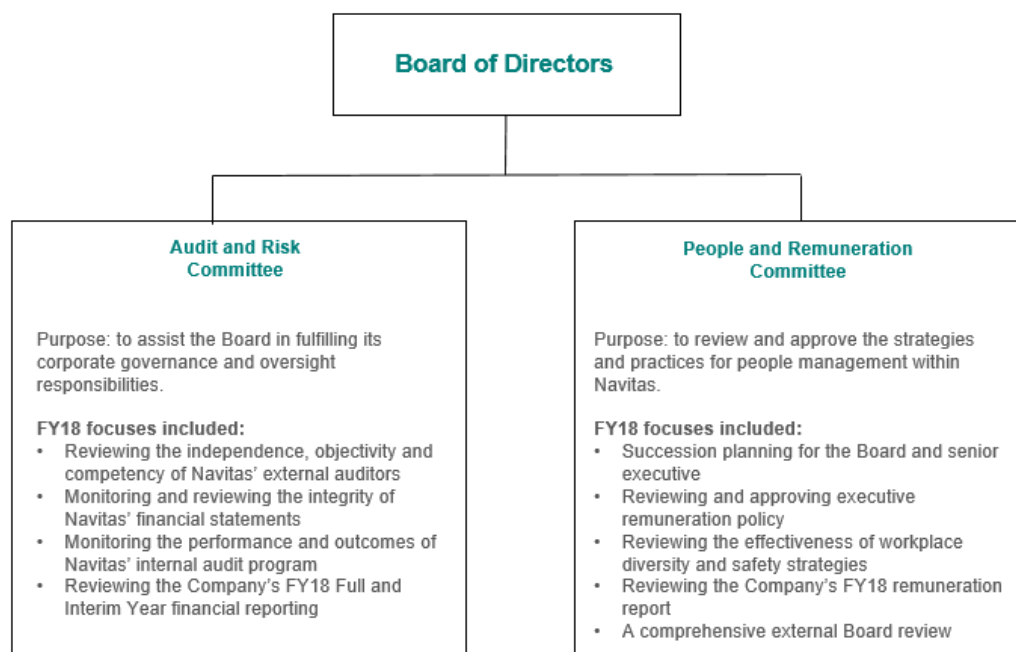 Board of Directors
Audit and Risk
Committee
Purpose: to assist the Board in fulfilling its
corporate governance and oversight
responsibilities.
FY18 focuses included:
• Reviewing the independence, objectivity and
competency of Navitas' external auditors
• Monitoring and reviewing the integrity of
Navitas' financial statements
• Monitoring the performance and outcomes of
Navitas' internal audit program
• Reviewing the Company's FY18 Full and
Interim Year financial reporting
People and Remuneration
Committee
Purpose: to review and approve the strategies
and practices for people management within
Navitas.
FY18 focuses included:
• Succession planning for the Board and senior
executive
• Reviewing and approving executive
remuneration policy
• Reviewing the effectiveness of workplace
diversity and safety strategies
• Reviewing the Company's FY18 remuneration
report
• A comprehensive external Board review